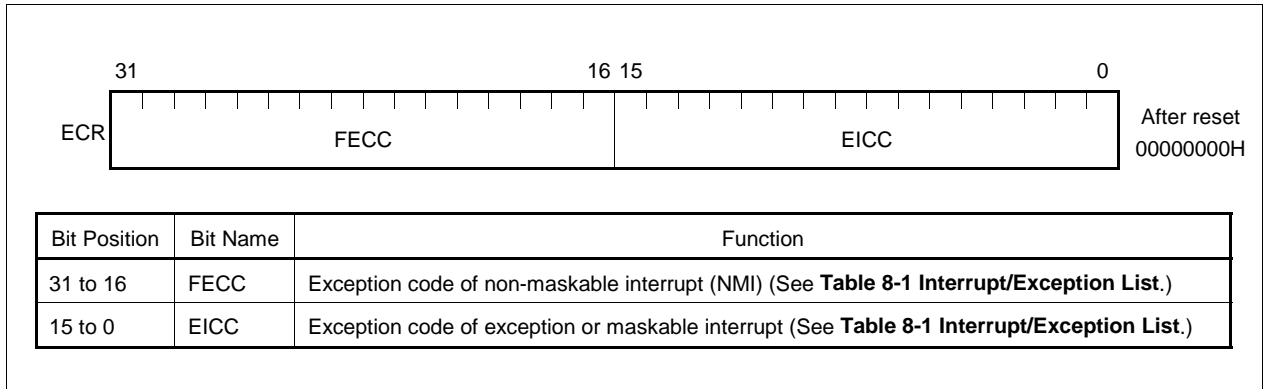 31 16 15 0
ECR FECC EICC After reset
00000000H
Bit Position Bit Name Function
31 to 16 FECC Exception code of non-maskable interrupt (NMI) (See Table 8-1 Interrupt/Exception List.)
15 to 0 EICC Exception code of exception or maskable interrupt (See Table 8-1 Interrupt/Exception List.)